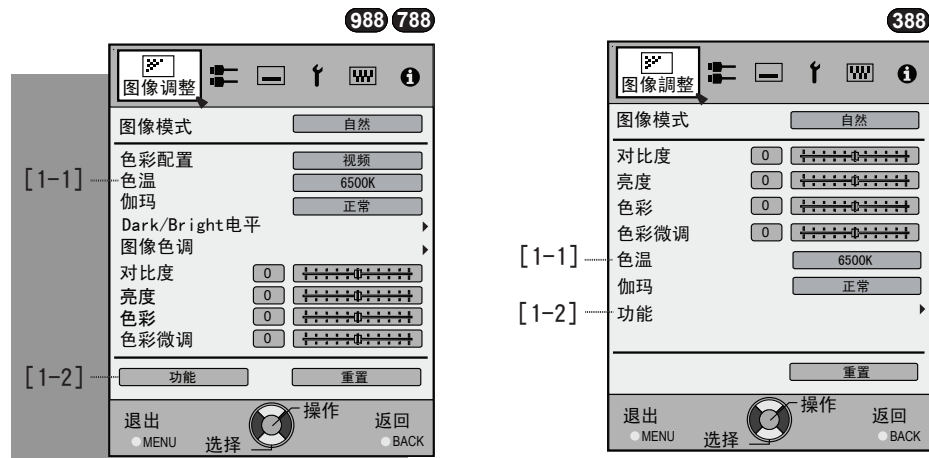 988 788
图像调整
图像模式 自然
色彩配置 视频
[1-1] 色温 6500K
伽玛 正常
Dark/Bright电平
图像色调
对比度 0
亮度 0
色彩 0
色彩微调 0
[1-2] 功能 重置
退出 操作 返回
MENU 选择 BACK
388
图像調整
图像模式 自然
对比度 0
亮度 0
色彩 0
色彩微调 0
[1-1] 色温 6500K
伽玛 正常
[1-2] 功能
重置
退出 操作 返回
MENU 选择 BACK